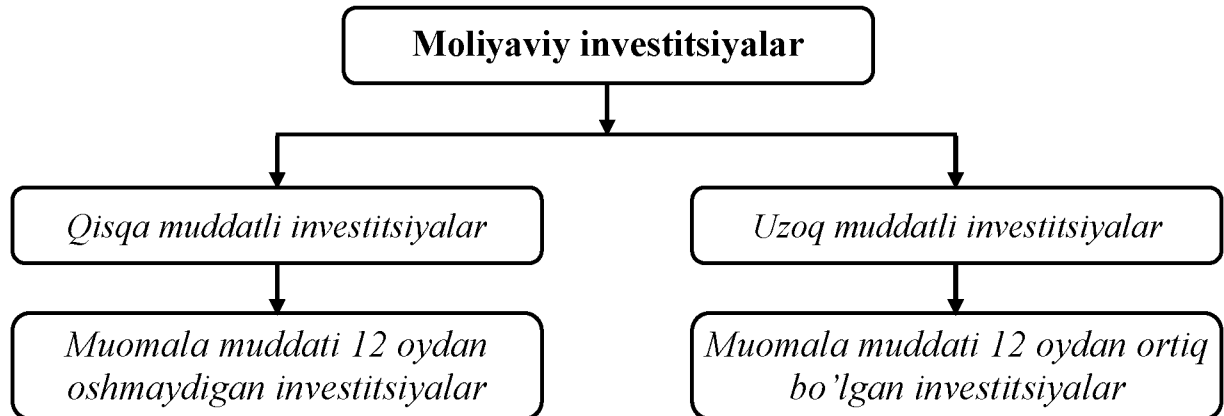 Moliyaviy investitsiyalar
Qisqa muddatli investitsiyalar
Uzoq muddatli investitsiyalar
Muomala muddati 12 oydan
oshmaydigan investitsiyalar
Muomala muddati 12 oydan ortiq
bo’lgan investitsiyalar